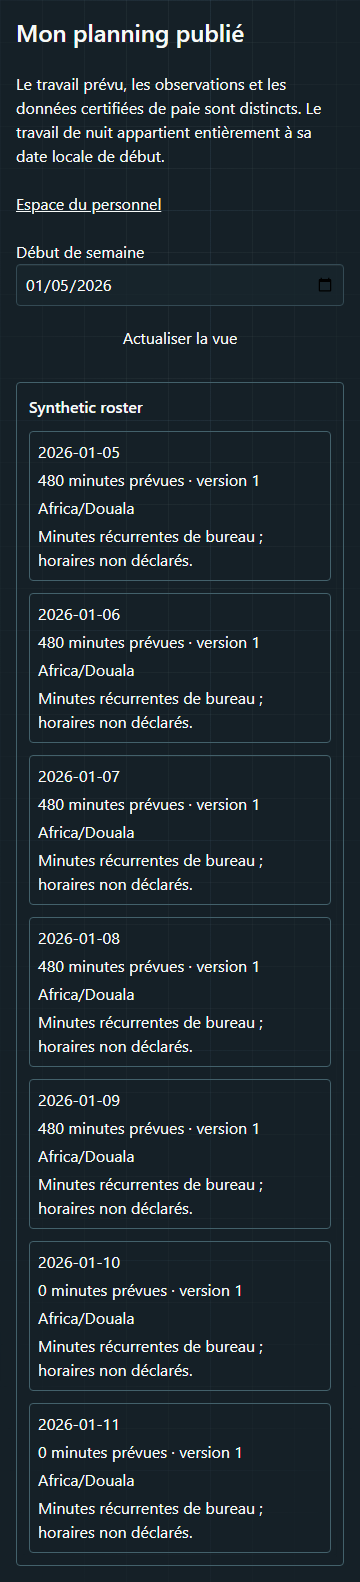 Mon planning publié
Le travail prévu, les observations et les
données certifiées de paie sont distincts. Le
travail de nuit appartient entièrement à sa
date locale de début.
Espace du personnel
Début de semaine
01/05/2026
Actualiser la vue
Synthetic roster
2026-01-05
480 minutes prévues · version 1
Africa/Douala
Minutes récurrentes de bureau ;
horaires non déclarés.
2026-01-06
480 minutes prévues · version 1
Africa/Douala
Minutes récurrentes de bureau ;
horaires non déclarés.
2026-01-07
480 minutes prévues · version 1
Africa/Douala
Minutes récurrentes de bureau ;
horaires non déclarés.
2026-01-08
480 minutes prévues · version 1
Africa/Douala
Minutes récurrentes de bureau ;
horaires non déclarés.
2026-01-09
480 minutes prévues · version 1
Africa/Douala
Minutes récurrentes de bureau ;
horaires non déclarés.
2026-01-10
0 minutes prévues · version 1
Africa/Douala
Minutes récurrentes de bureau ;
horaires non déclarés.
2026-01-11
0 minutes prévues · version 1
Africa/Douala
Minutes récurrentes de bureau ;
horaires non déclarés.